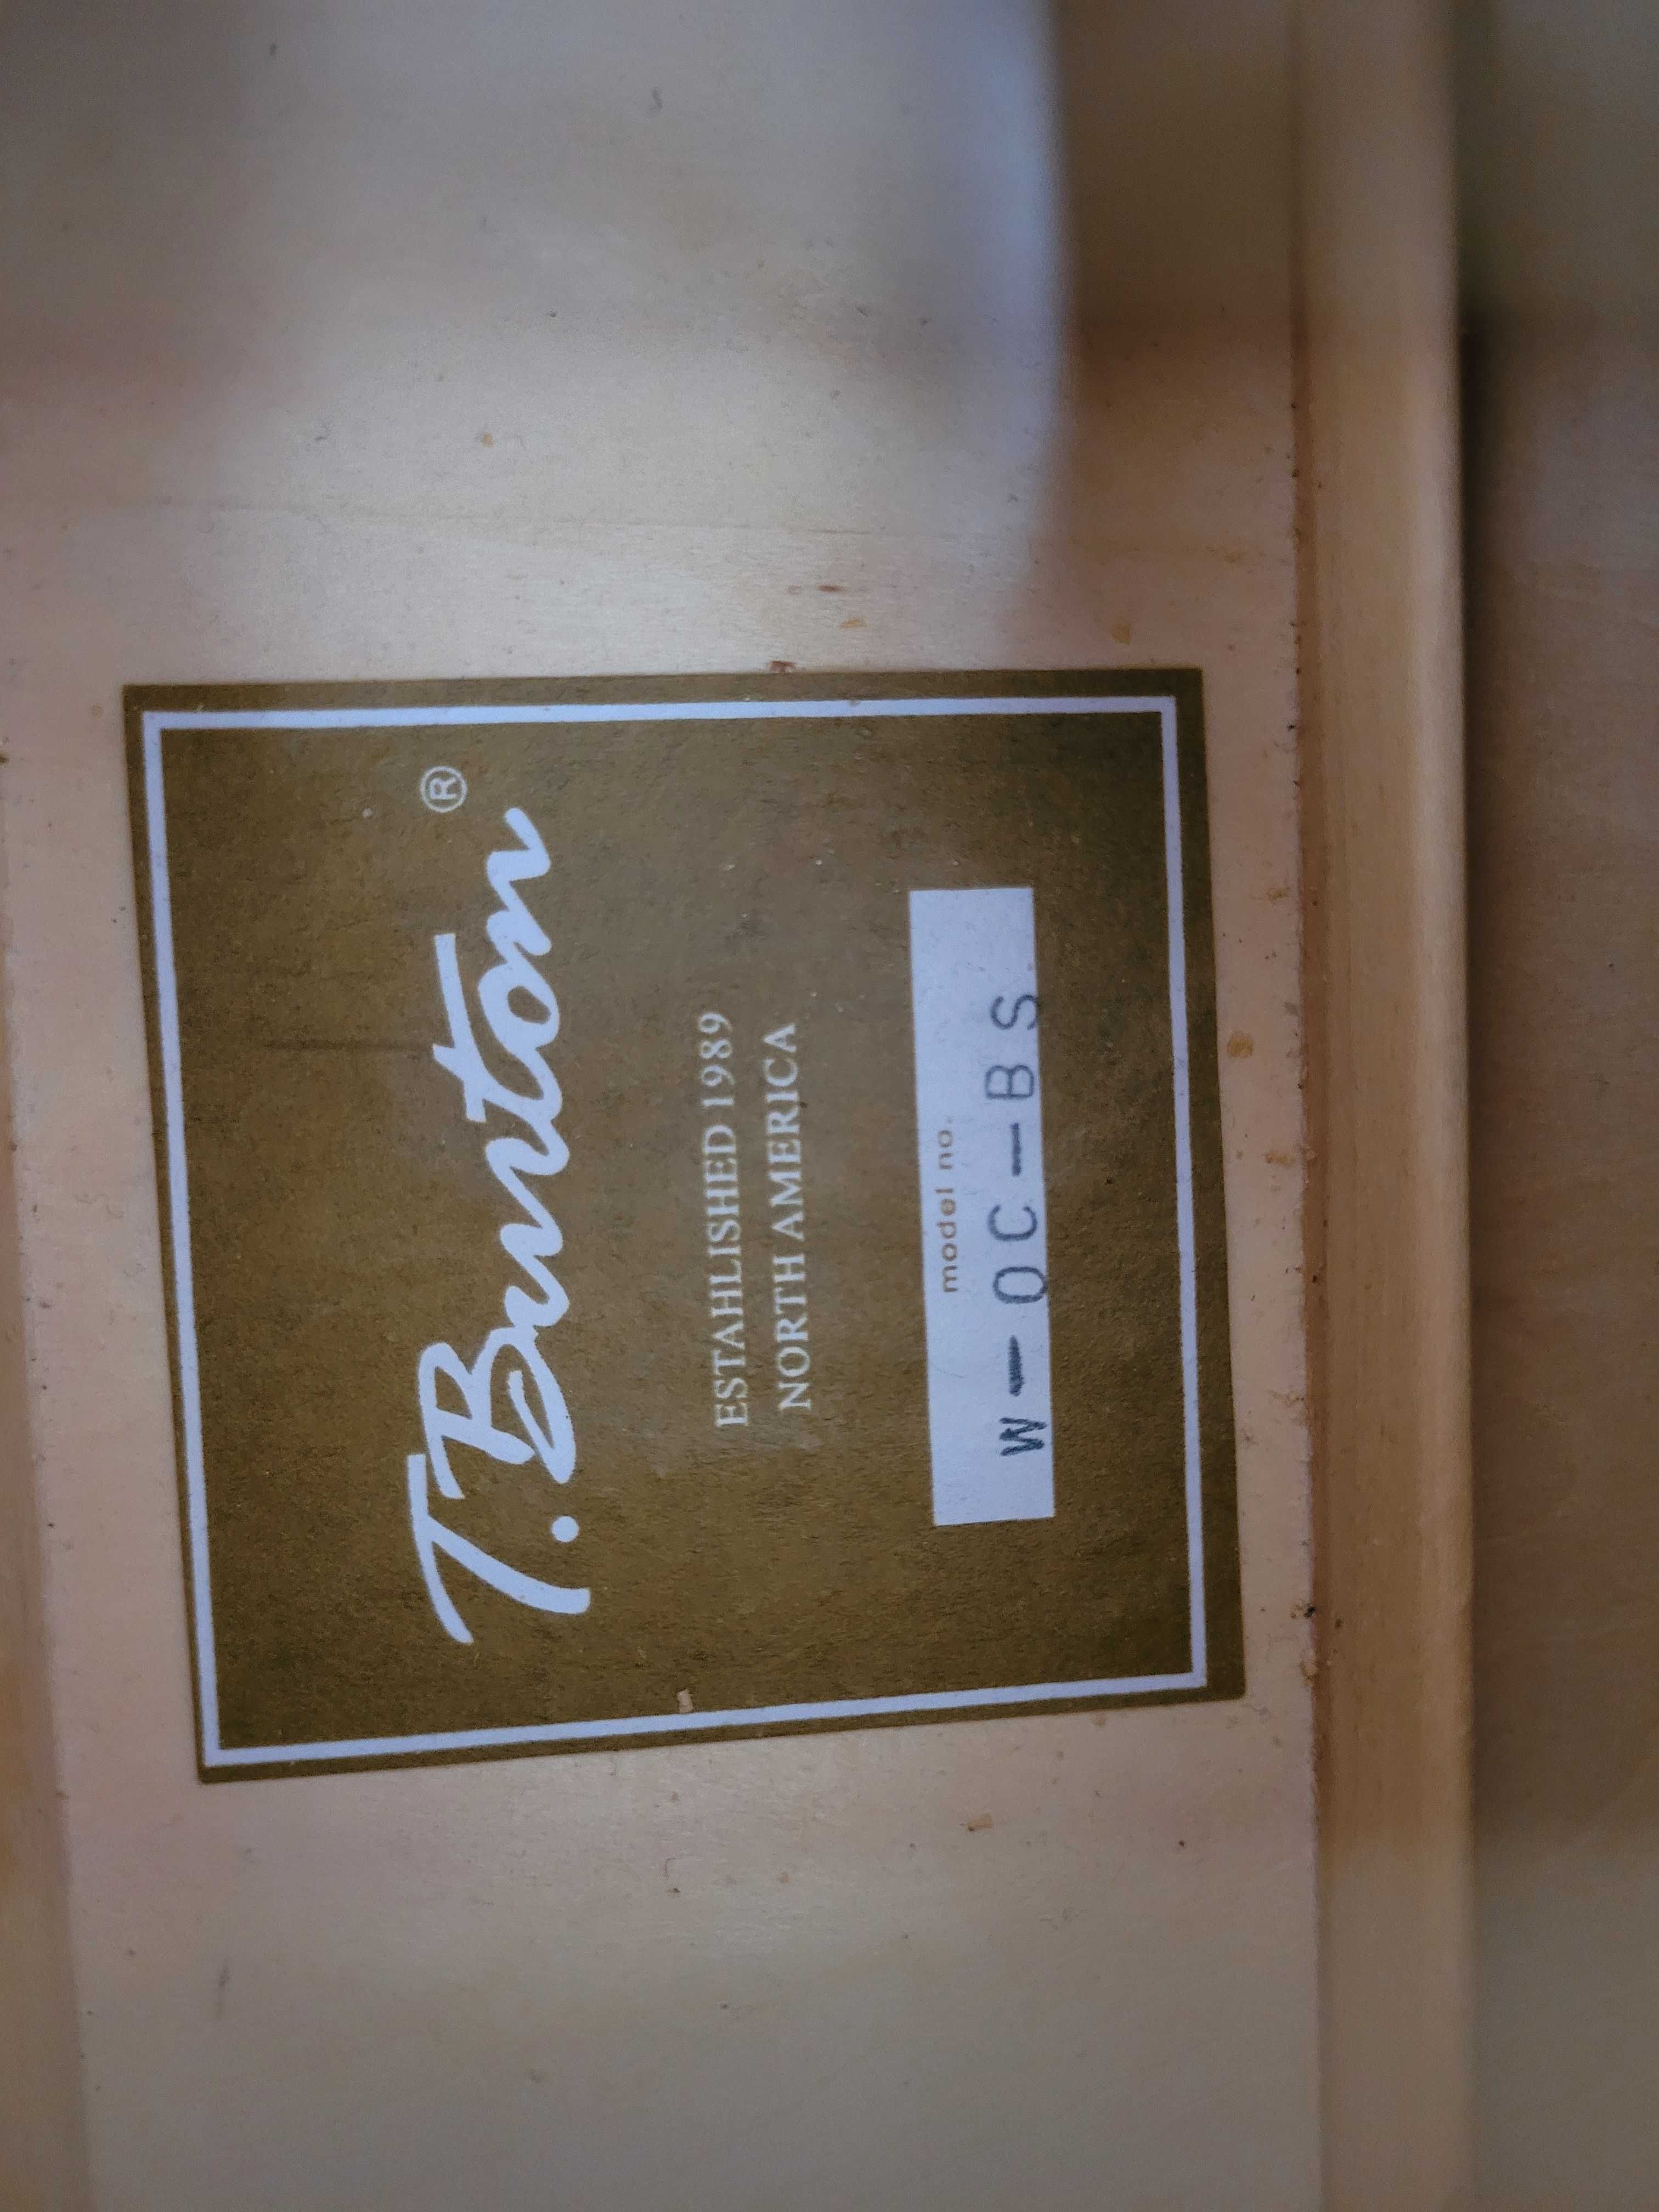 T.Burton®
ESTAHLISHED 1989
NORTH AMERICA
model no.
W-OC-BS